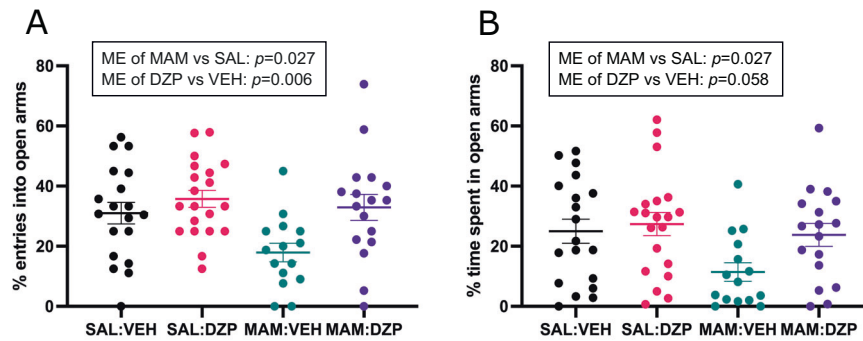 A
ME of MAM vs SAL: p=0.027
ME of DZP vs VEH: p=0.006
% entries into open arms
80
60
40
20
0
SAL:VEH SAL:DZP MAM:VEH MAM:DZP
B
ME of MAM vs SAL: p=0.027
ME of DZP vs VEH: p=0.058
% time spent in open arms
80
60
40
20
0
SAL:VEH SAL:DZP MAM:VEH MAM:DZP